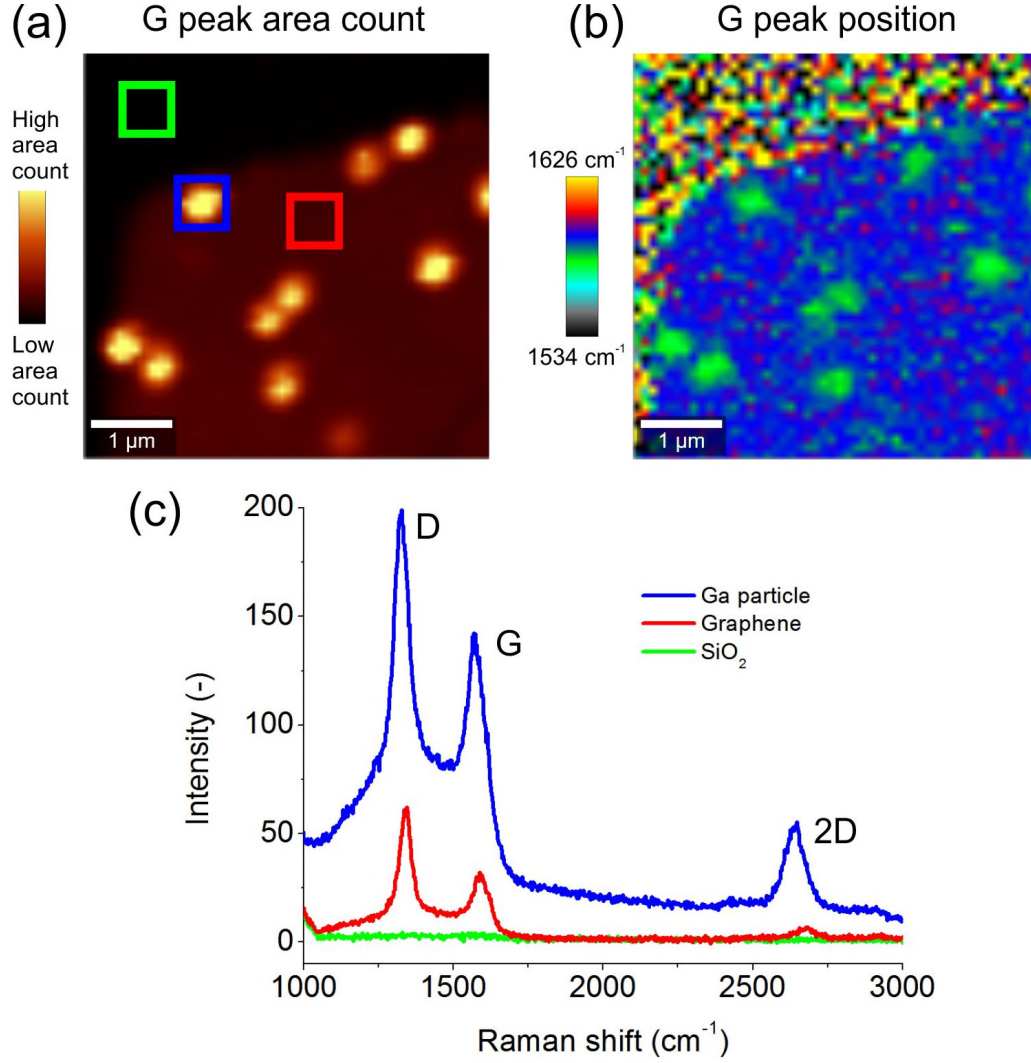 (a) G peak area count
High
area
count
Low
area
count
1 µm
(b) G peak position
1626 cm⁻¹
1534 cm⁻¹
1 µm
(c)
200
150
100
50
0
Intensity (-)
D
G
2D
Ga particle
Graphene
SiO₂
1000 1500 2000 2500 3000
Raman shift (cm⁻¹)